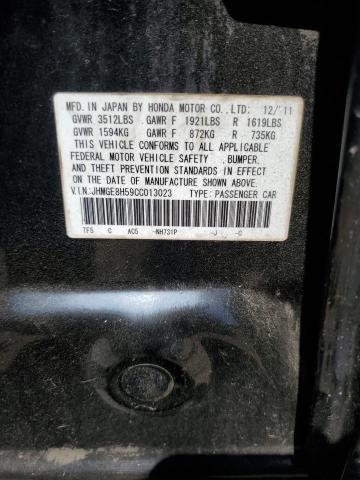 MFD. IN JAPAN BY HONDA MOTOR CO.,LTD: 12/'11
GVWR 3512LBS GAWR F 1921LBS R 1619LBS
GVWR 1594KG GAWR F 872KG R 735KG
THIS VEHICLE CONFORMS TO ALL APPLICABLE
FEDERAL MOTOR VEHICLE SAFETY ,BUMPER,
AND THEFT PREVENTION STANDARDS IN EFFECT
ON THE DATE OF MANUFACTURE SHOWN ABOVE.
V.I.N:JHMGE8H59CC013023 TYPE: PASSENGER CAR
TF5 C AC5 -NH731P -J -C